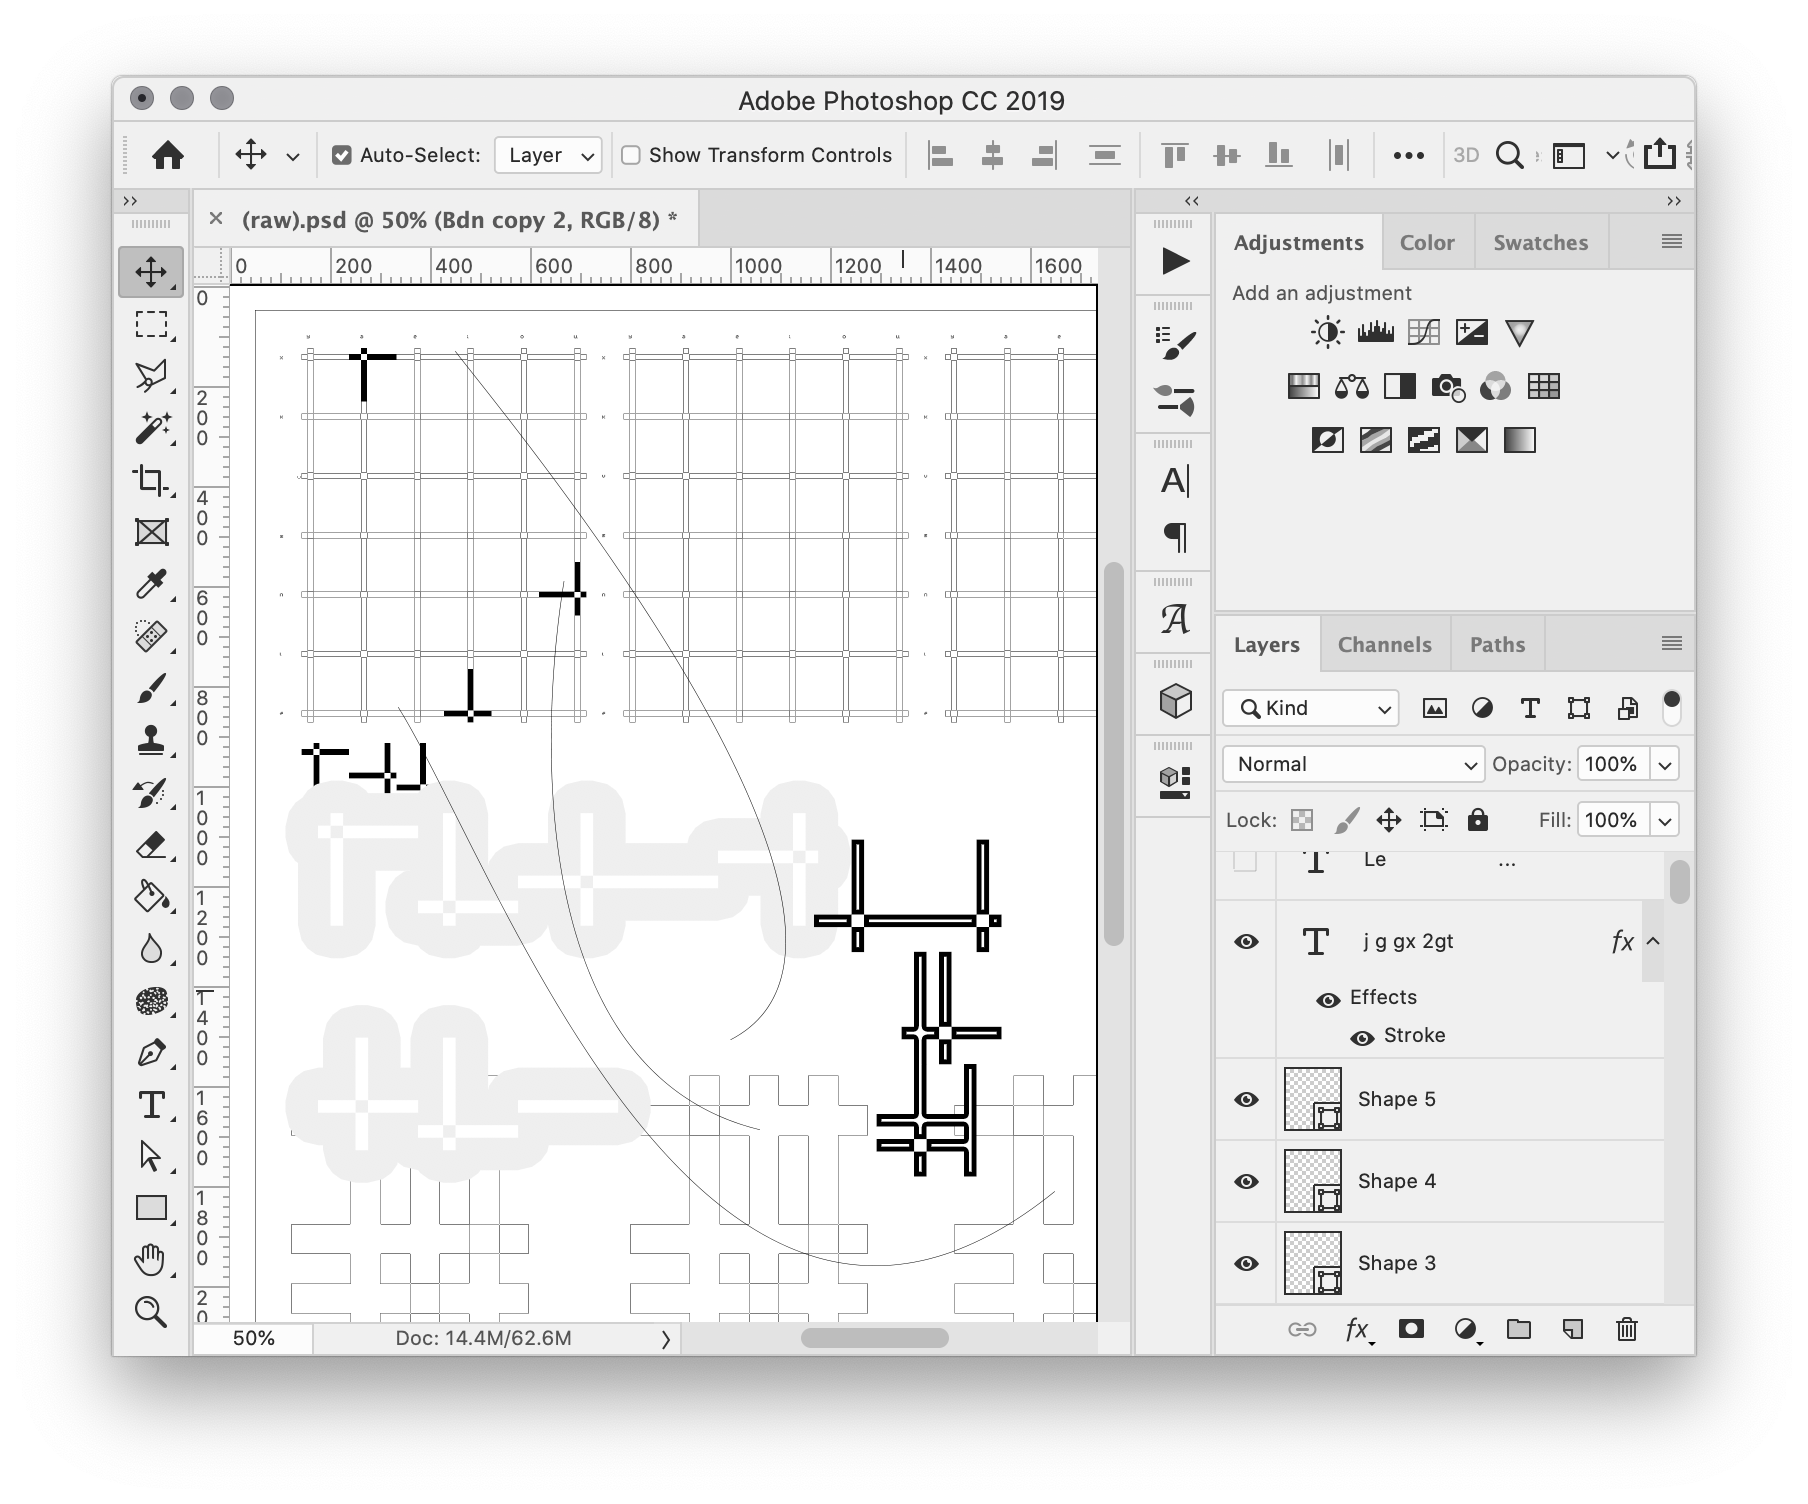 Adobe Photoshop CC 2019
Auto-Select: Layer Show Transform Controls 3D
(raw).psd @ 50% (Bdn copy 2, RGB/8) *
0 200 400 600 800 1000 1200 1400 1600
0
200
400
600
800
1000
1200
1400
1600
1800
20
Adjustments Color Swatches
Add an adjustment
Layers Channels Paths
Kind
Normal Opacity: 100%
Lock: Fill: 100%
Le ...
j g gx 2gt fx
Effects
Stroke
Shape 5
Shape 4
Shape 3
50% Doc: 14.4M/62.6M
fx